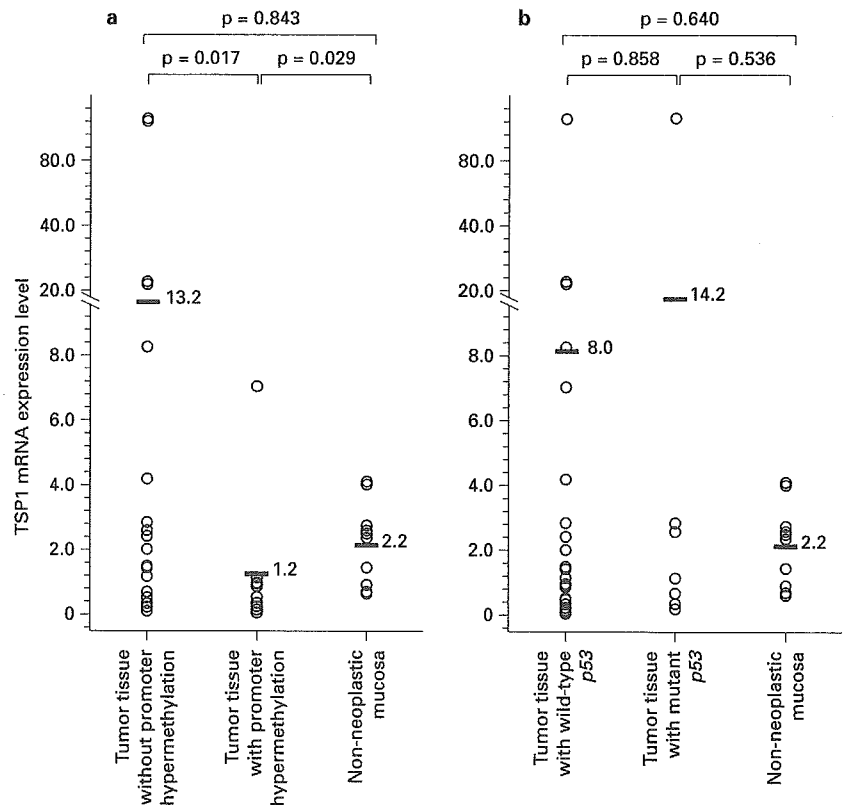 a
p = 0.843
p = 0.017
p = 0.029
TSP1 mRNA expression level
80.0
40.0
20.0
8.0
6.0
4.0
2.0
0
13.2
1.2
2.2
Tumor tissue
without promoter
hypermethylation
Tumor tissue
with promoter
hypermethylation
Non-neoplastic
mucosa
b
p = 0.640
p = 0.858
p = 0.536
80.0
40.0
20.0
8.0
6.0
4.0
2.0
0
8.0
14.2
2.2
Tumor tissue
with wild-type
p53
Tumor tissue
with mutant
p53
Non-neoplastic
mucosa